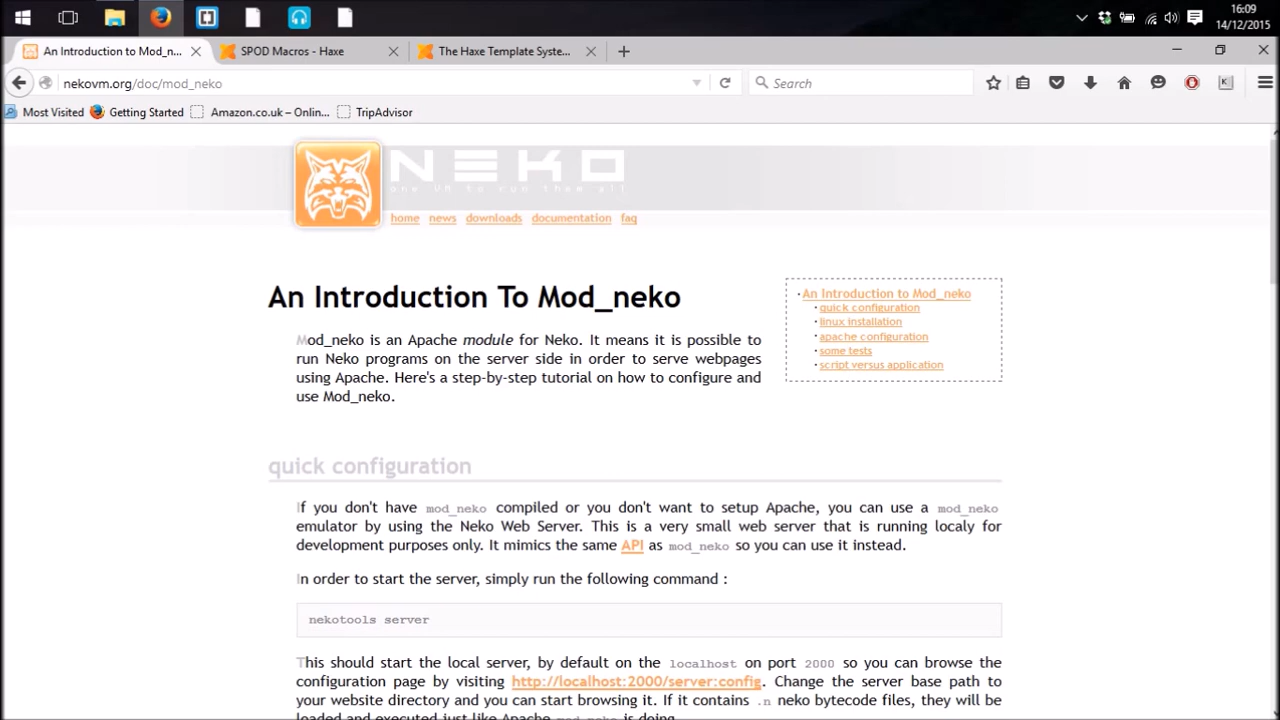 16:09
14/12/2015
An Introduction to Mod_n...
SPOD Macros - Haxe
The Haxe Template Syste...
nekovm.org/doc/mod_neko
Search
Most Visited
Getting Started
Amazon.co.uk – Onlin...
TripAdvisor
NEKO
one VM to run them all
home news downloads documentation faq
An Introduction To Mod_neko
Mod_neko is an Apache module for Neko. It means it is possible to
run Neko programs on the server side in order to serve webpages
using Apache. Here's a step-by-step tutorial on how to configure and
use Mod_neko.
· An Introduction to Mod_neko
· quick configuration
· linux installation
· apache configuration
· some tests
· script versus application
quick configuration
If you don't have mod_neko compiled or you don't want to setup Apache, you can use a mod_neko
emulator by using the Neko Web Server. This is a very small web server that is running localy for
development purposes only. It mimics the same API as mod_neko so you can use it instead.
In order to start the server, simply run the following command :
nekotools server
This should start the local server, by default on the localhost on port 2000 so you can browse the
configuration page by visiting http://localhost:2000/server:config. Change the server base path to
your website directory and you can start browsing it. If it contains .n neko bytecode files, they will be
loaded and executed just like Apache mod_neko is doing.